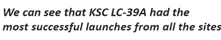 We can see that KSC LC-39A had the
most successful launches from all the sites